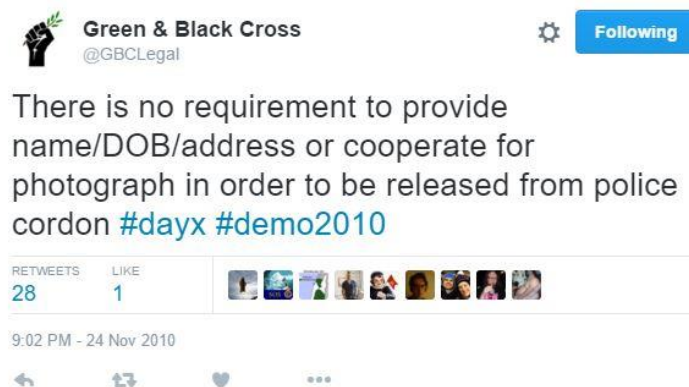 Green & Black Cross
@GBCLegal
Following
There is no requirement to provide
name/DOB/address or cooperate for
photograph in order to be released from police
cordon #dayx #demo2010
RETWEETS LIKE
28 1
9:02 PM - 24 Nov 2010